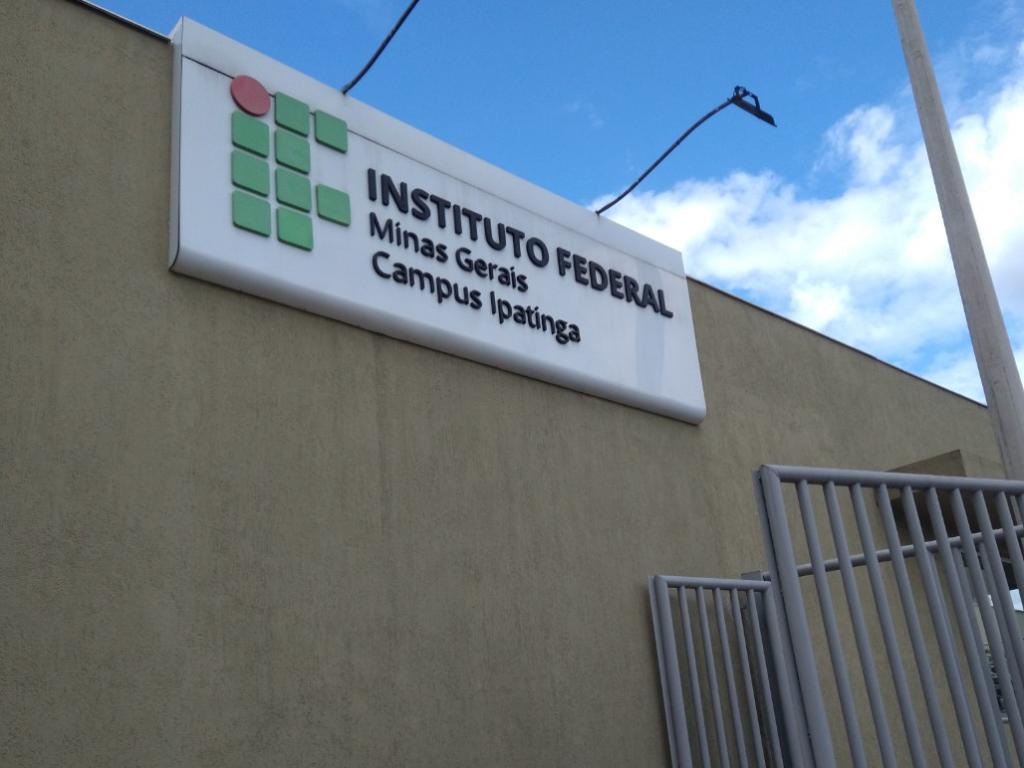 INSTITUTO FEDERAL
Minas Gerais
Campus Ipatinga